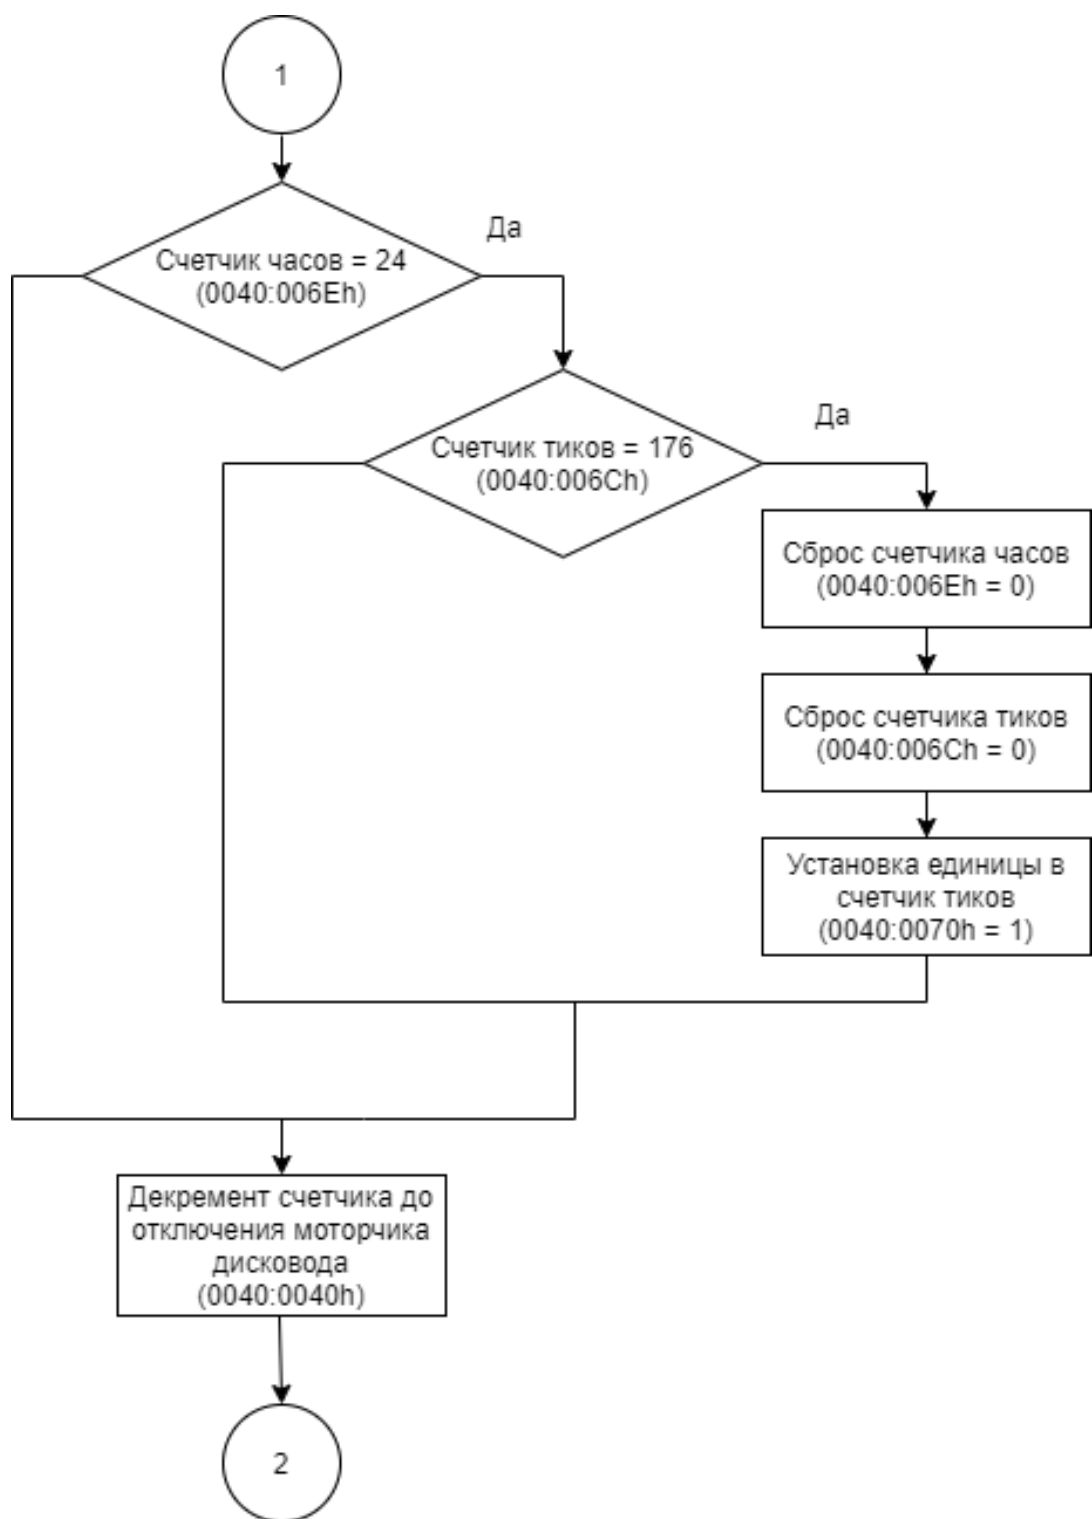 1
Да
Счетчик часов = 24
(0040:006Eh)
Да
Счетчик тиков = 176
(0040:006Ch)
Сброс счетчика часов
(0040:006Eh = 0)
Сброс счетчика тиков
(0040:006Ch = 0)
Установка единицы в
счетчик тиков
(0040:0070h = 1)
Декремент счетчика до
отключения моторчика
дисковода
(0040:0040h)
2